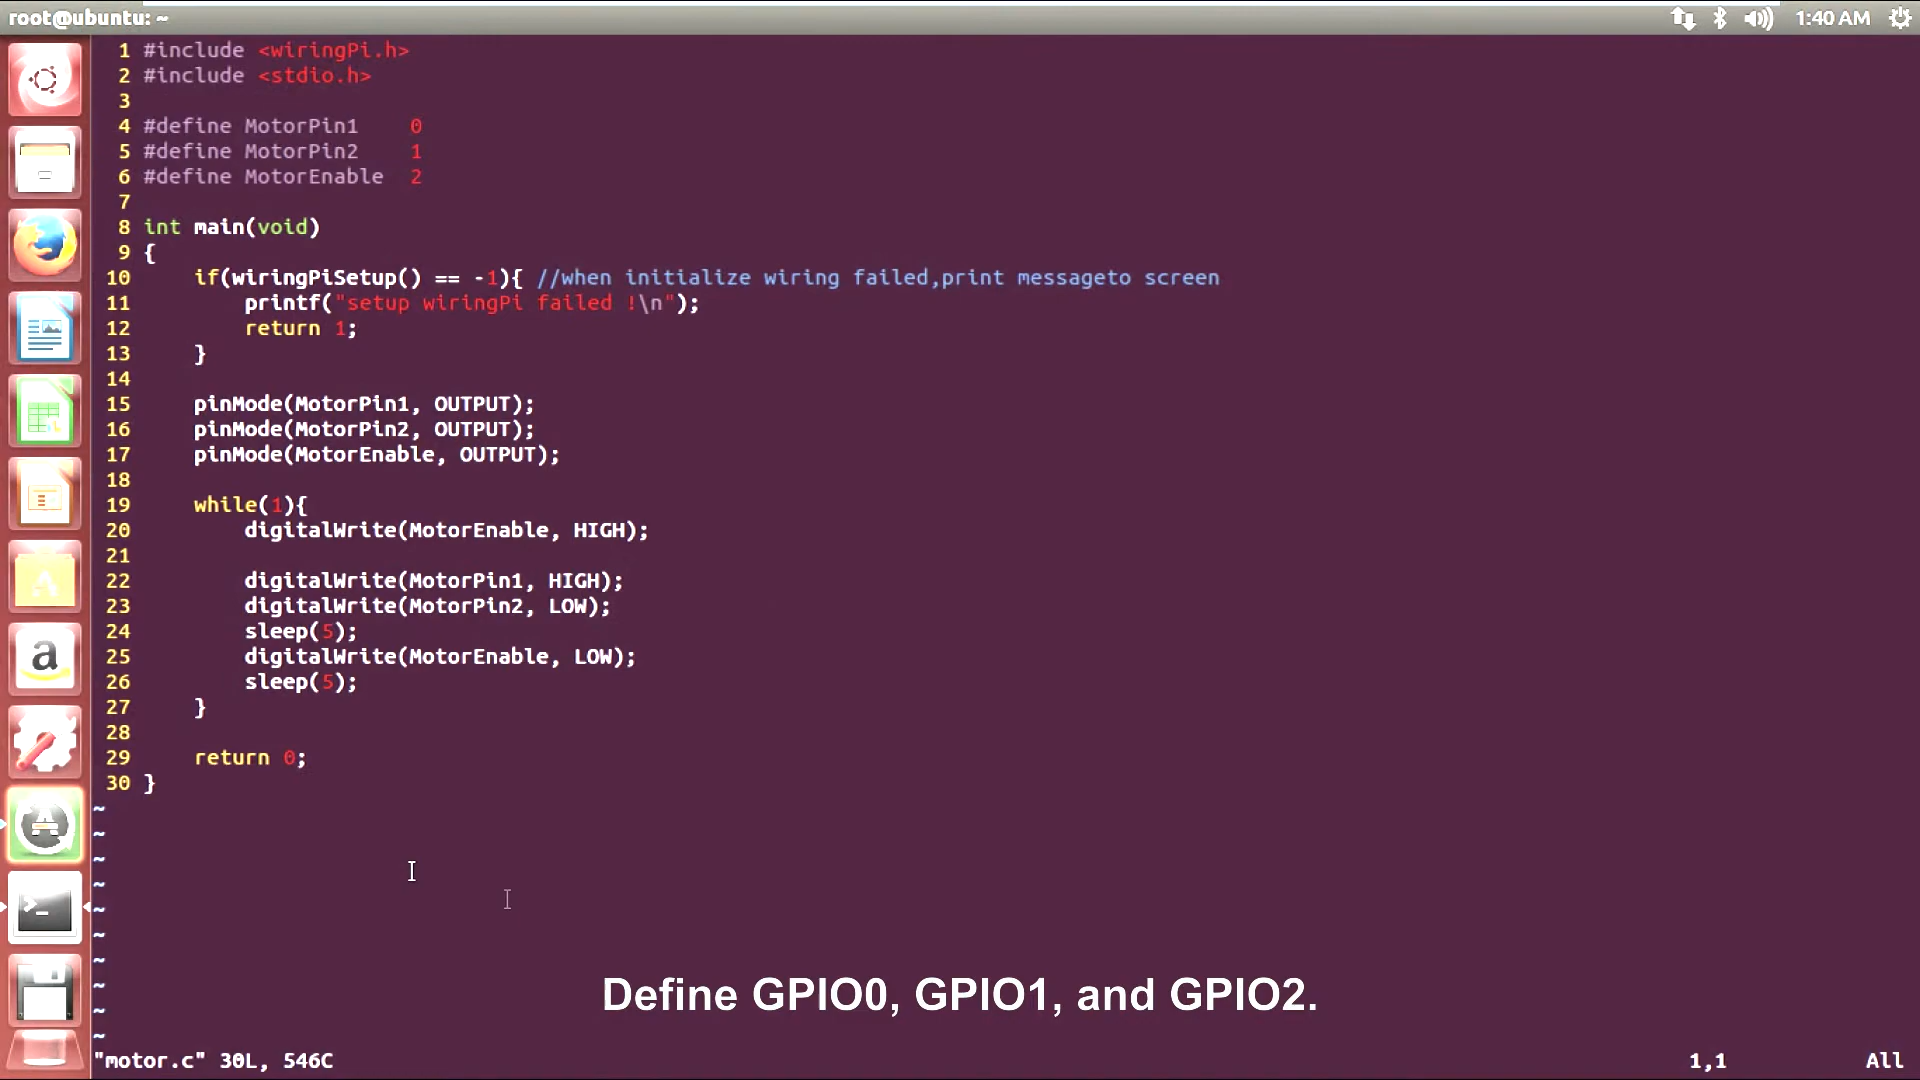 root@ubuntu: ~ 1:40 AM
1 #include <wiringPi.h>
2 #include <stdio.h>
3
4 #define MotorPin1    0
5 #define MotorPin2    1
6 #define MotorEnable  2
7
8 int main(void)
9 {
10     if(wiringPiSetup() == -1){ //when initialize wiring failed,print messageto screen
11         printf("setup wiringPi failed !\n");
12         return 1;
13     }
14
15     pinMode(MotorPin1, OUTPUT);
16     pinMode(MotorPin2, OUTPUT);
17     pinMode(MotorEnable, OUTPUT);
18
19     while(1){
20         digitalWrite(MotorEnable, HIGH);
21
22         digitalWrite(MotorPin1, HIGH);
23         digitalWrite(MotorPin2, LOW);
24         sleep(5);
25         digitalWrite(MotorEnable, LOW);
26         sleep(5);
27     }
28
29     return 0;
30 }
~
~
~
~
~
~
~
~
~
~
Define GPIO0, GPIO1, and GPIO2.
"motor.c" 30L, 546C 1,1 All